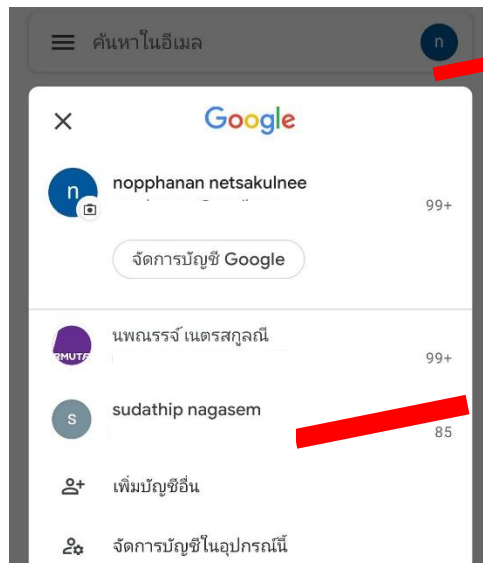 ค้นหาในอีเมล
n
Google
n
nopphanan netsakulnee
99+
จัดการบัญชี Google
นพณรรจ์ เนตรสกูลณี
99+
s
sudathip nagasem
85
เพิ่มบัญชีอื่น
จัดการบัญชีในอุปกรณ์นี้